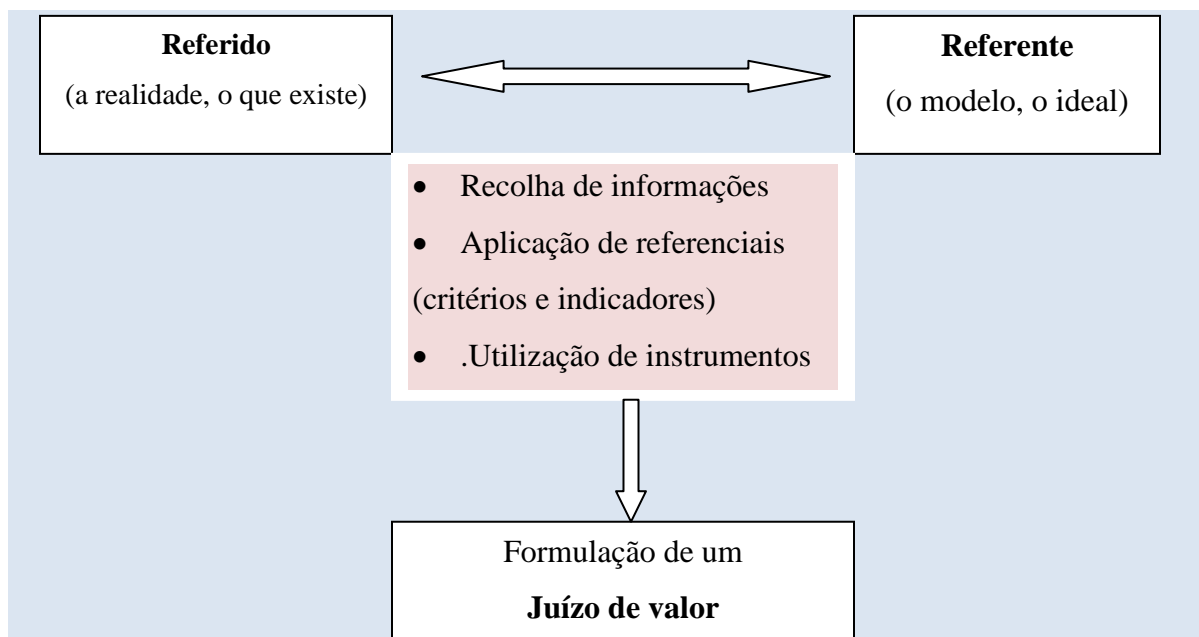 Referido
(a realidade, o que existe)
Referente
(o modelo, o ideal)
• Recolha de informações
• Aplicação de referenciais
(critérios e indicadores)
• .Utilização de instrumentos
Formulação de um
Juízo de valor